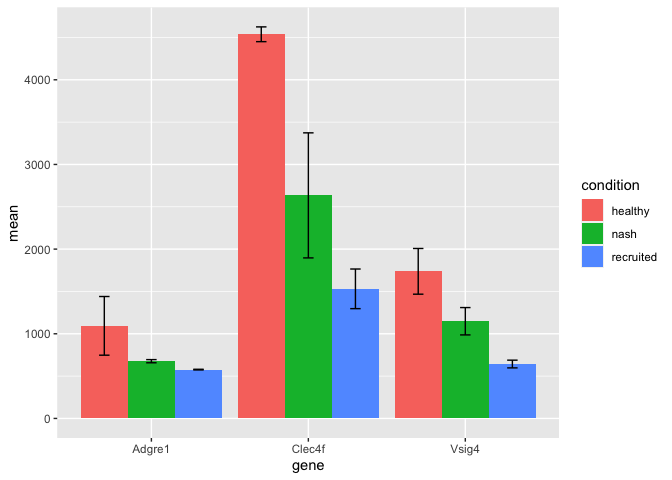 4000
3000
2000
1000
0
mean
Adgre1
Clec4f
Vsig4
gene
condition
healthy
nash
recruited